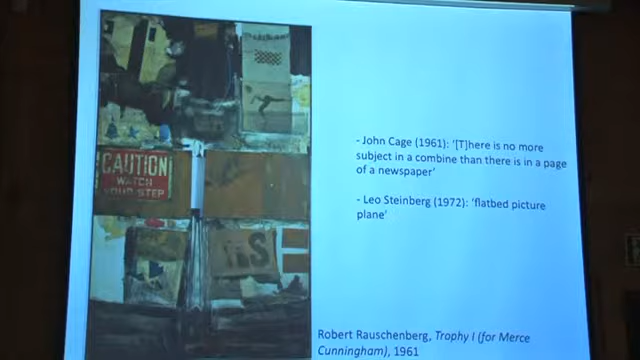 CAUTION
WATCH
YOUR STEP
- John Cage (1961): '[T]here is no more
subject in a combine than there is in a page
of a newspaper'
- Leo Steinberg (1972): 'flatbed picture
plane'
Robert Rauschenberg, Trophy I (for Merce
Cunningham), 1961